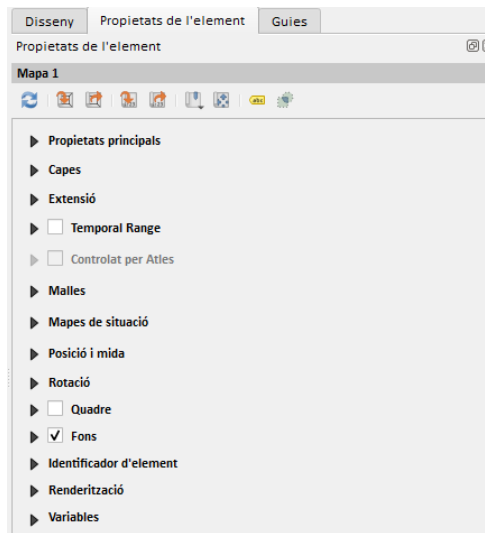 Disseny Propietats de l'element Guies
Propietats de l'element
Mapa 1
abc
Propietats principals
Capes
Extensió
Temporal Range
Controlat per Atles
Malles
Mapes de situació
Posició i mida
Rotació
Quadre
Fons
Identificador d'element
Renderització
Variables